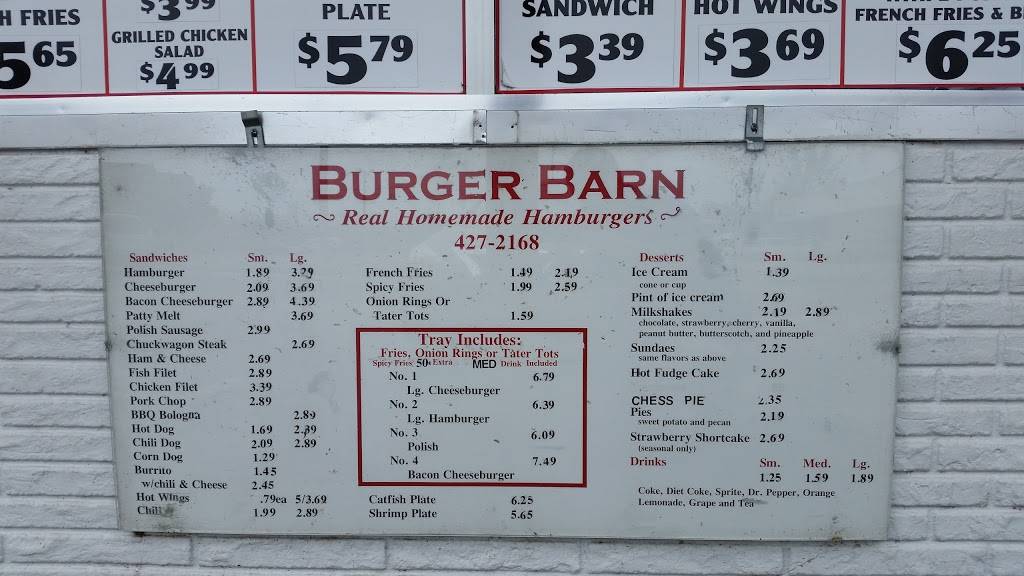 H FRIES
5.65
$3.99
GRILLED CHICKEN
SALAD
$4.99
PLATE
$5.79
SANDWICH
$3.39
HOT WINGS
$3.69
FRENCH FRIES & B
$6.25
BURGER BARN
~ Real Homemade Hamburgers ~
427-2168
Sandwiches Sm. Lg.
Hamburger 1.89 3.29
Cheeseburger 2.09 3.69
Bacon Cheeseburger 2.89 4.39
Patty Melt 3.69
Polish Sausage 2.99
Chuckwagon Steak 2.69
Ham & Cheese 2.69
Fish Filet 2.89
Chicken Filet 3.39
Pork Chop 2.89
BBQ Bologna 2.89
Hot Dog 1.69 2.39
Chili Dog 2.09 2.89
Corn Dog 1.29
Burrito 1.45
w/chili & Cheese 2.45
Hot Wings .79ea 5/3.69
Chili 1.99 2.89
French Fries 1.49 2.19
Spicy Fries 1.99 2.59
Onion Rings Or
Tater Tots 1.59
Tray Includes:
Fries, Onion Rings or Tater Tots
Spicy Fries 50¢ Extra MED Drink Included
No. 1 6.79
Lg. Cheeseburger
No. 2 6.39
Lg. Hamburger
No. 3 6.09
Polish
No. 4 7.49
Bacon Cheeseburger
Catfish Plate 6.25
Shrimp Plate 5.65
Desserts Sm. Lg.
Ice Cream 1.39
cone or cup
Pint of ice cream 2.69
Milkshakes 2.19 2.89
chocolate, strawberry, cherry, vanilla,
peanut butter, butterscotch, and pineapple
Sundaes 2.25
same flavors as above
Hot Fudge Cake 2.69
CHESS PIE 2.35
Pies 2.19
sweet potato and pecan
Strawberry Shortcake 2.69
(seasonal only)
Drinks Sm. Med. Lg.
1.25 1.59 1.89
Coke, Diet Coke, Sprite, Dr. Pepper, Orange
Lemonade, Grape and Tea